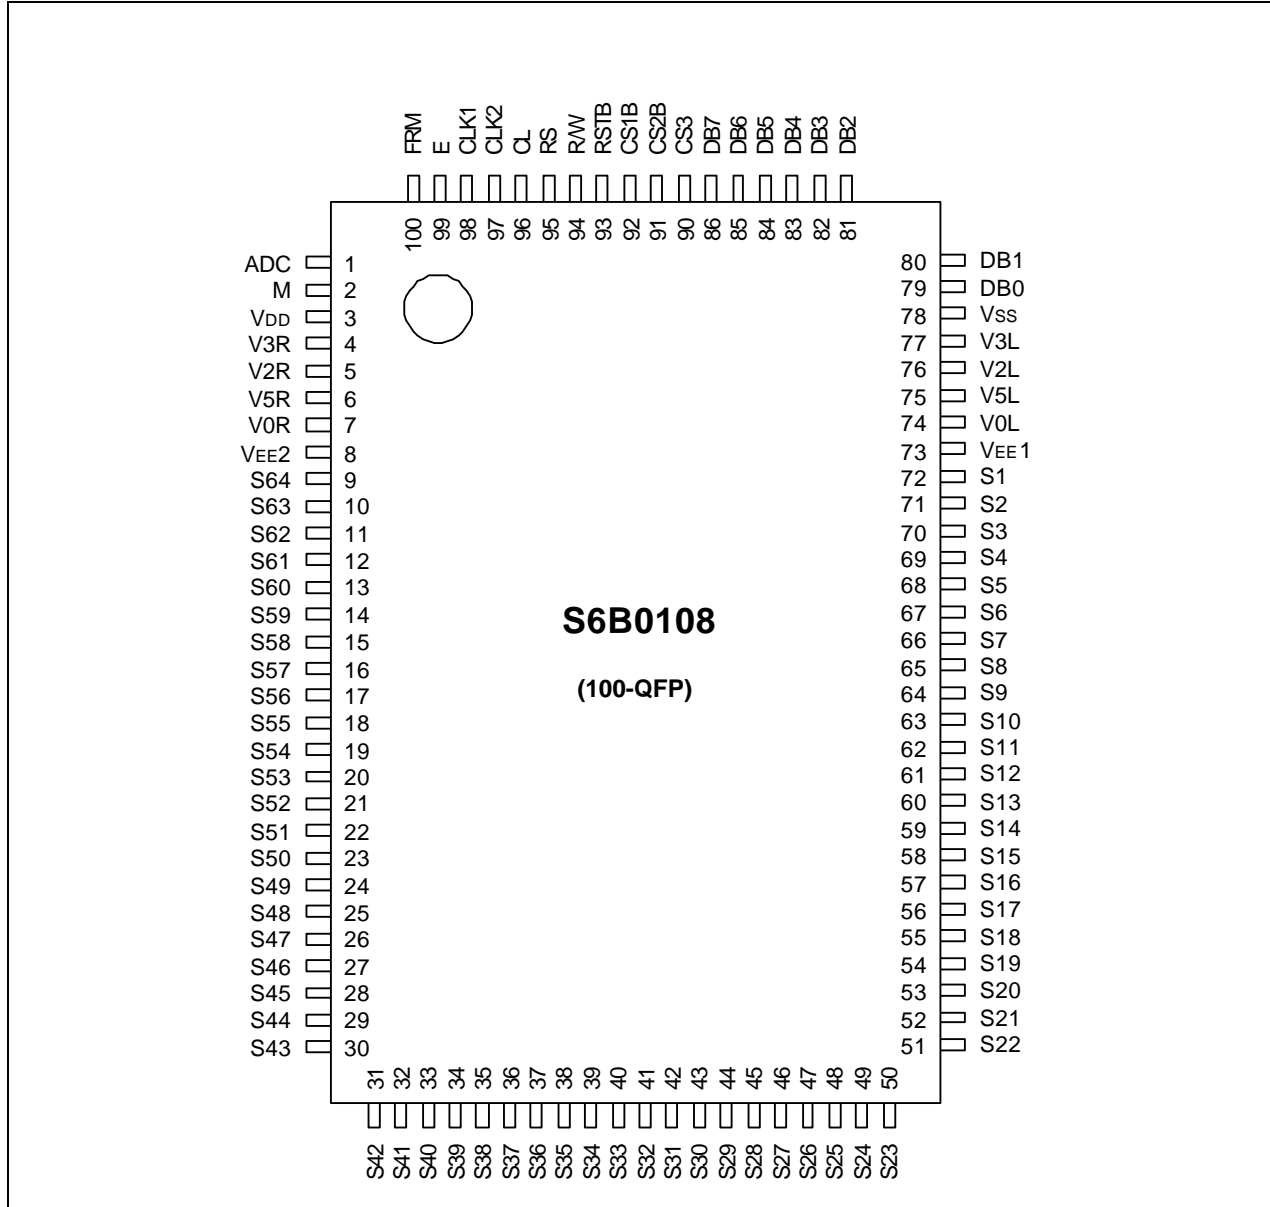 FRM E CLK1 CLK2 CL RS R/W RSTB CS1B CS2B CS3 DB7 DB6 DB5 DB4 DB3 DB2
100 99 98 97 96 95 94 93 92 91 90 86 85 84 83 82 81
ADC 1 80 DB1
M 2 79 DB0
VDD 3 78 VSS
V3R 4 77 V3L
V2R 5 76 V2L
V5R 6 75 V5L
V0R 7 74 V0L
VEE2 8 73 VEE1
S64 9 72 S1
S63 10 71 S2
S62 11 70 S3
S61 12 69 S4
S60 13 68 S5
S59 14 67 S6
S6B0108
S58 15 66 S7
S57 16 65 S8
(100-QFP)
S56 17 64 S9
S55 18 63 S10
S54 19 62 S11
S53 20 61 S12
S52 21 60 S13
S51 22 59 S14
S50 23 58 S15
S49 24 57 S16
S48 25 56 S17
S47 26 55 S18
S46 27 54 S19
S45 28 53 S20
S44 29 52 S21
S43 30 51 S22
31 32 33 34 35 36 37 38 39 40 41 42 43 44 45 46 47 48 49 50
S42 S41 S40 S39 S38 S37 S36 S35 S34 S33 S32 S31 S30 S29 S28 S27 S26 S25 S24 S23